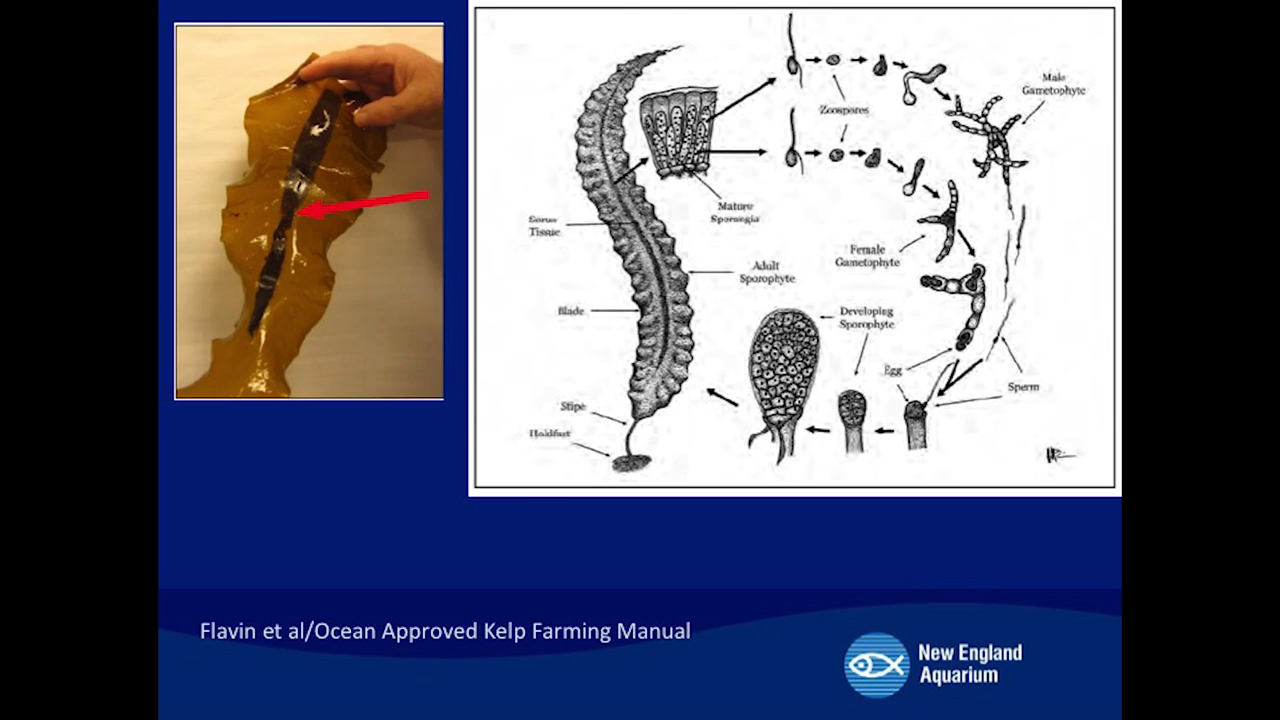 Male
Gametophyte
Zoospores
Mature
Sporangia
Sorus
Tissue
Female
Gametophyte
Adult
Sporophyte
Blade
Developing
Sporophyte
Egg
Sperm
Stipe
Holdfast
Flavin et al/Ocean Approved Kelp Farming Manual
New England
Aquarium